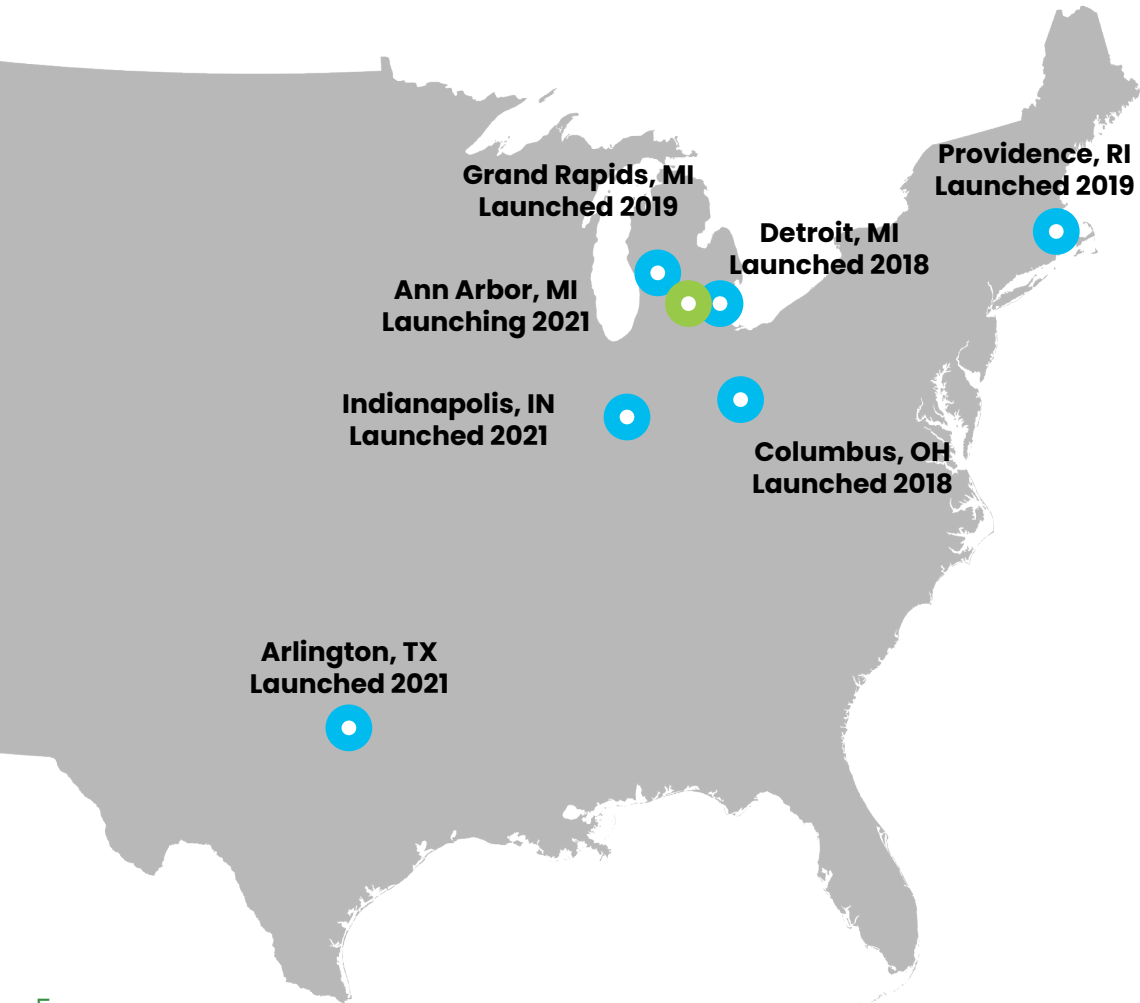 Providence, RI
Launched 2019
Grand Rapids, MI
Launched 2019
Detroit, MI
Launched 2018
Ann Arbor, MI
Launching 2021
Indianapolis, IN
Launched 2021
Columbus, OH
Launched 2018
Arlington, TX
Launched 2021